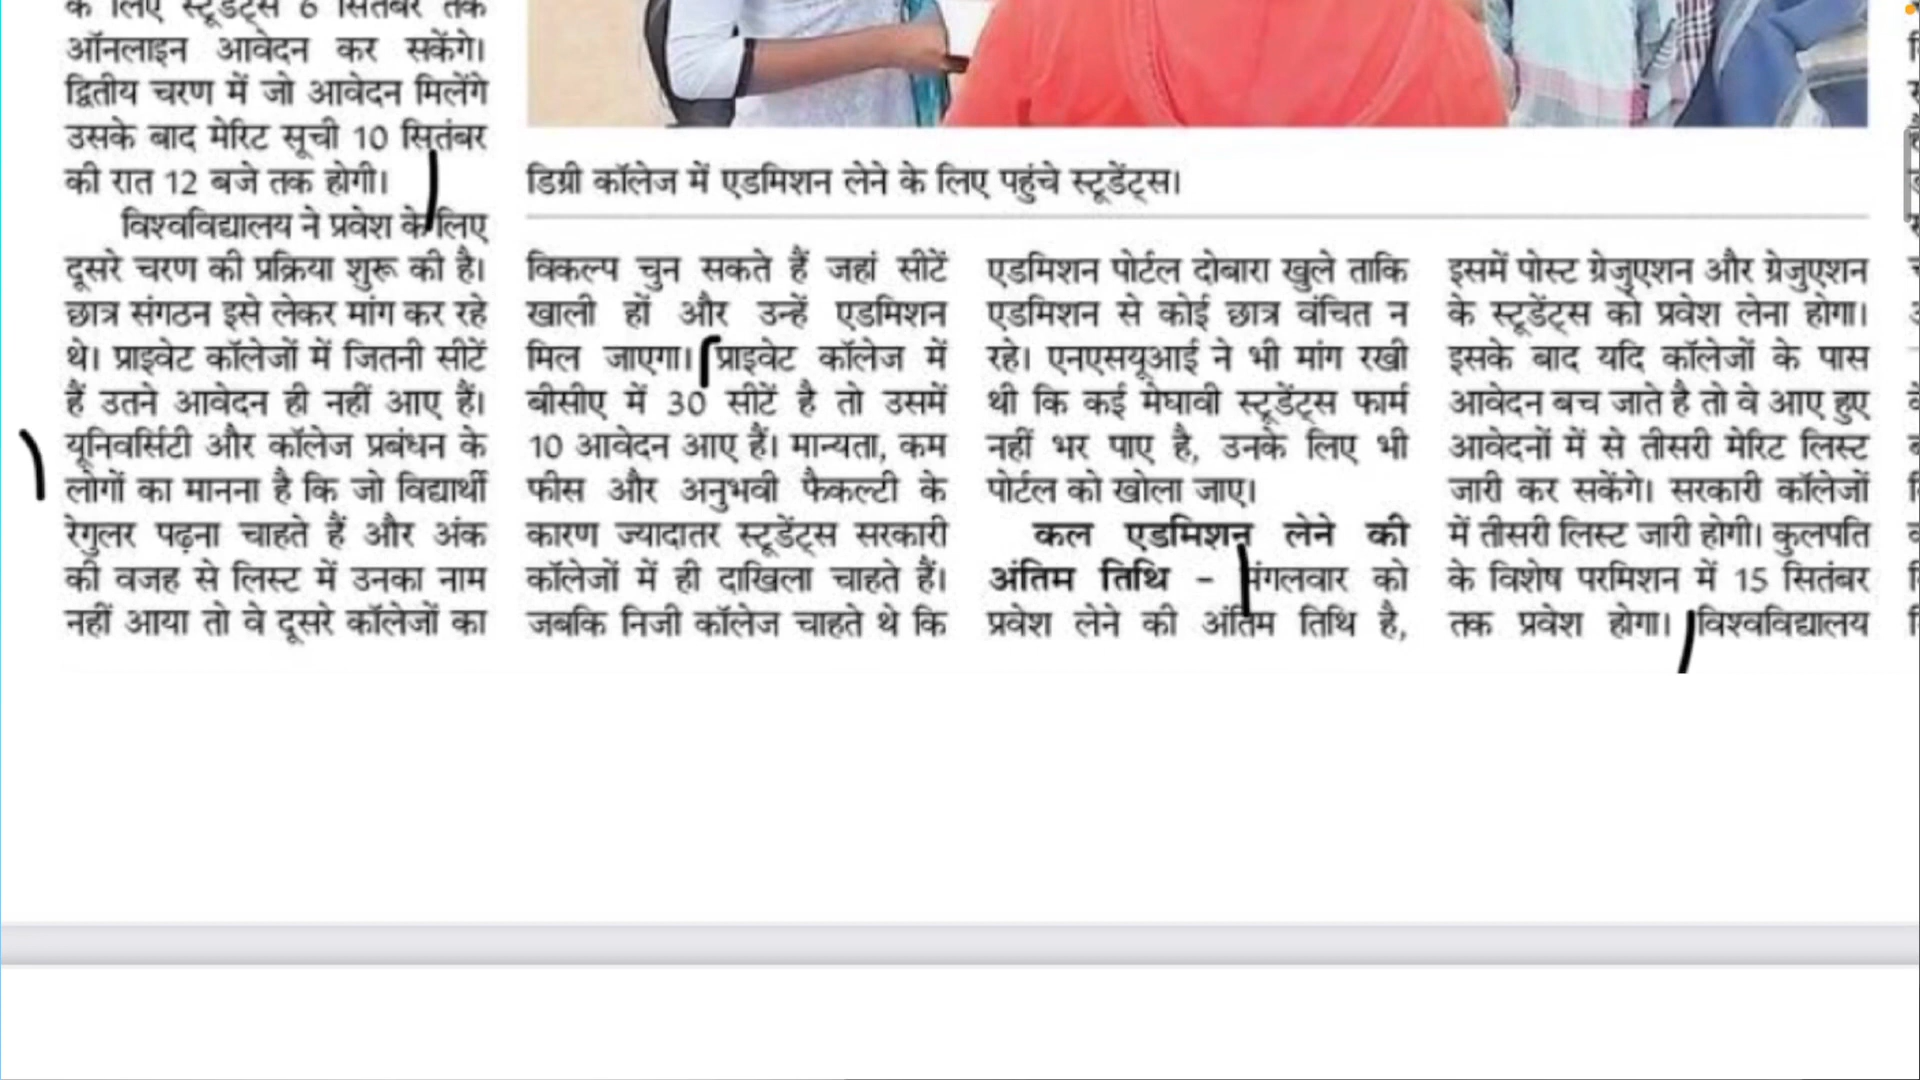 के लिए स्टूडेंट्स 6 सितंबर तक
ऑनलाइन आवेदन कर सकेंगे।
द्वितीय चरण में जो आवेदन मिलेंगे
उसके बाद मेरिट सूची 10 सितंबर
की रात 12 बजे तक होगी।
विश्वविद्यालय ने प्रवेश के लिए
दूसरे चरण की प्रक्रिया शुरू की है।
छात्र संगठन इसे लेकर मांग कर रहे
थे। प्राइवेट कॉलेजों में जितनी सीटें
हैं उतने आवेदन ही नहीं आए हैं।
यूनिवर्सिटी और कॉलेज प्रबंधन के
लोगों का मानना है कि जो विद्यार्थी
रेगुलर पढ़ना चाहते हैं और अंक
की वजह से लिस्ट में उनका नाम
नहीं आया तो वे दूसरे कॉलेजों का
डिग्री कॉलेज में एडमिशन लेने के लिए पहुंचे स्टूडेंट्स।
विकल्प चुन सकते हैं जहां सीटें
खाली हों और उन्हें एडमिशन
मिल जाएगा। प्राइवेट कॉलेज में
बीसीए में 30 सीटें है तो उसमें
10 आवेदन आए हैं। मान्यता, कम
फीस और अनुभवी फैकल्टी के
कारण ज्यादातर स्टूडेंट्स सरकारी
कॉलेजों में ही दाखिला चाहते हैं।
जबकि निजी कॉलेज चाहते थे कि
एडमिशन पोर्टल दोबारा खुले ताकि
एडमिशन से कोई छात्र वंचित न
रहे। एनएसयूआई ने भी मांग रखी
थी कि कई मेघावी स्टूडेंट्स फार्म
नहीं भर पाए है, उनके लिए भी
पोर्टल को खोला जाए।
कल एडमिशन लेने की
अंतिम तिथि - मंगलवार को
प्रवेश लेने की अंतिम तिथि है,
इसमें पोस्ट ग्रेजुएशन और ग्रेजुएशन
के स्टूडेंट्स को प्रवेश लेना होगा।
इसके बाद यदि कॉलेजों के पास
आवेदन बच जाते है तो वे आए हुए
आवेदनों में से तीसरी मेरिट लिस्ट
जारी कर सकेंगे। सरकारी कॉलेजों
में तीसरी लिस्ट जारी होगी। कुलपति
के विशेष परमिशन में 15 सितंबर
तक प्रवेश होगा। विश्वविद्यालय